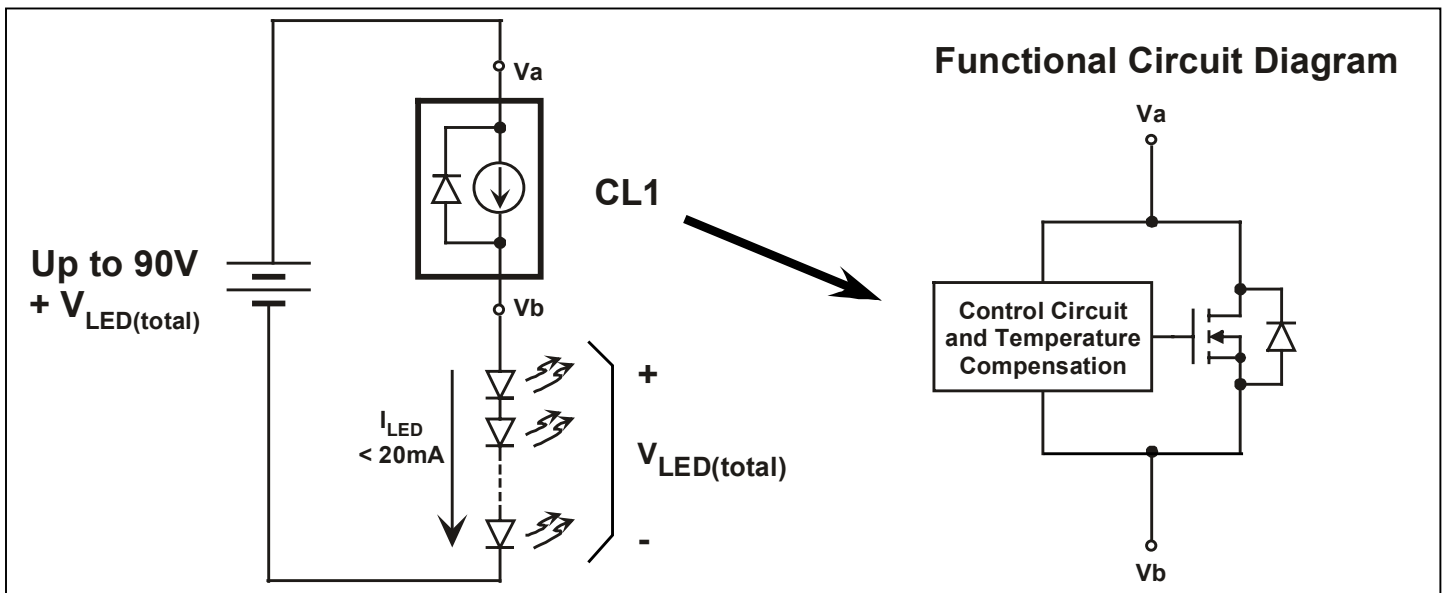 Up to 90V
+ VLED(total)
Va
CL1
Vb
ILED
< 20mA
+
VLED(total)
-
Functional Circuit Diagram
Va
Control Circuit
and Temperature
Compensation
Vb